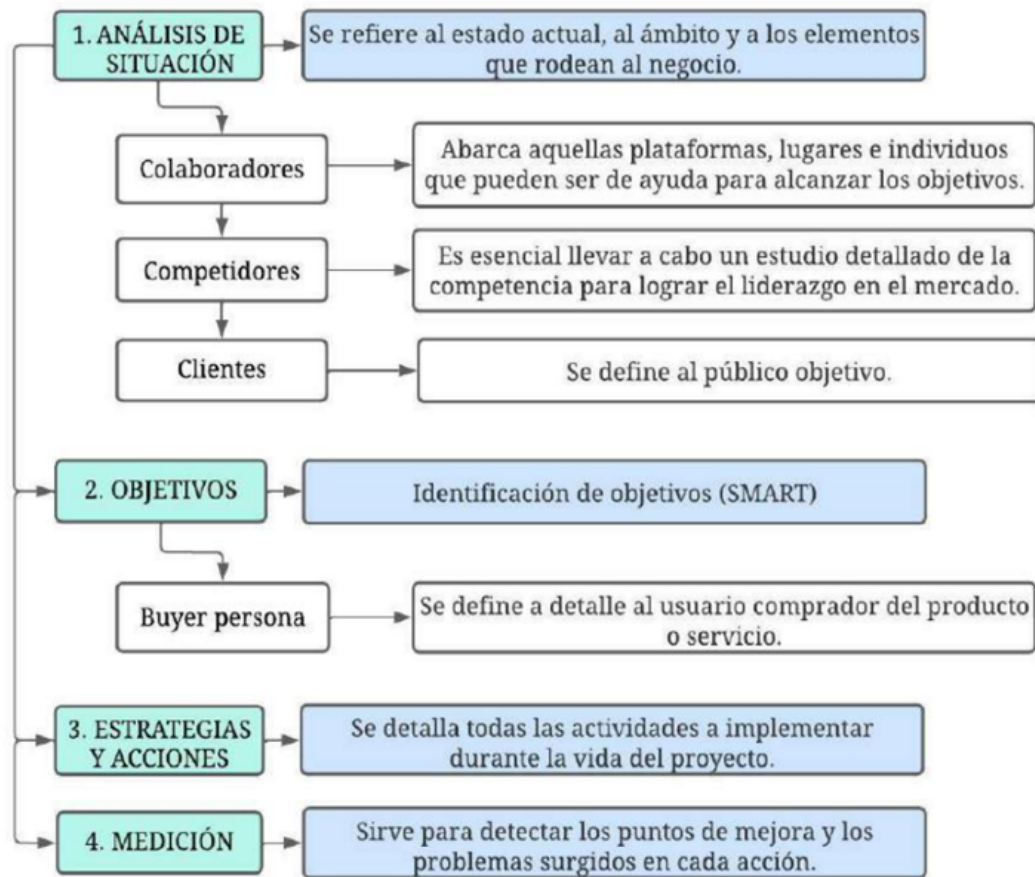 1. ANÁLISIS DE
SITUACIÓN
Se refiere al estado actual, al ámbito y a los elementos
que rodean al negocio.
Colaboradores
Abarca aquellas plataformas, lugares e individuos
que pueden ser de ayuda para alcanzar los objetivos.
Competidores
Es esencial llevar a cabo un estudio detallado de la
competencia para lograr el liderazgo en el mercado.
Clientes
Se define al público objetivo.
2. OBJETIVOS
Identificación de objetivos (SMART)
Buyer persona
Se define a detalle al usuario comprador del producto
o servicio.
3. ESTRATEGIAS
Y ACCIONES
Se detalla todas las actividades a implementar
durante la vida del proyecto.
4. MEDICIÓN
Sirve para detectar los puntos de mejora y los
problemas surgidos en cada acción.